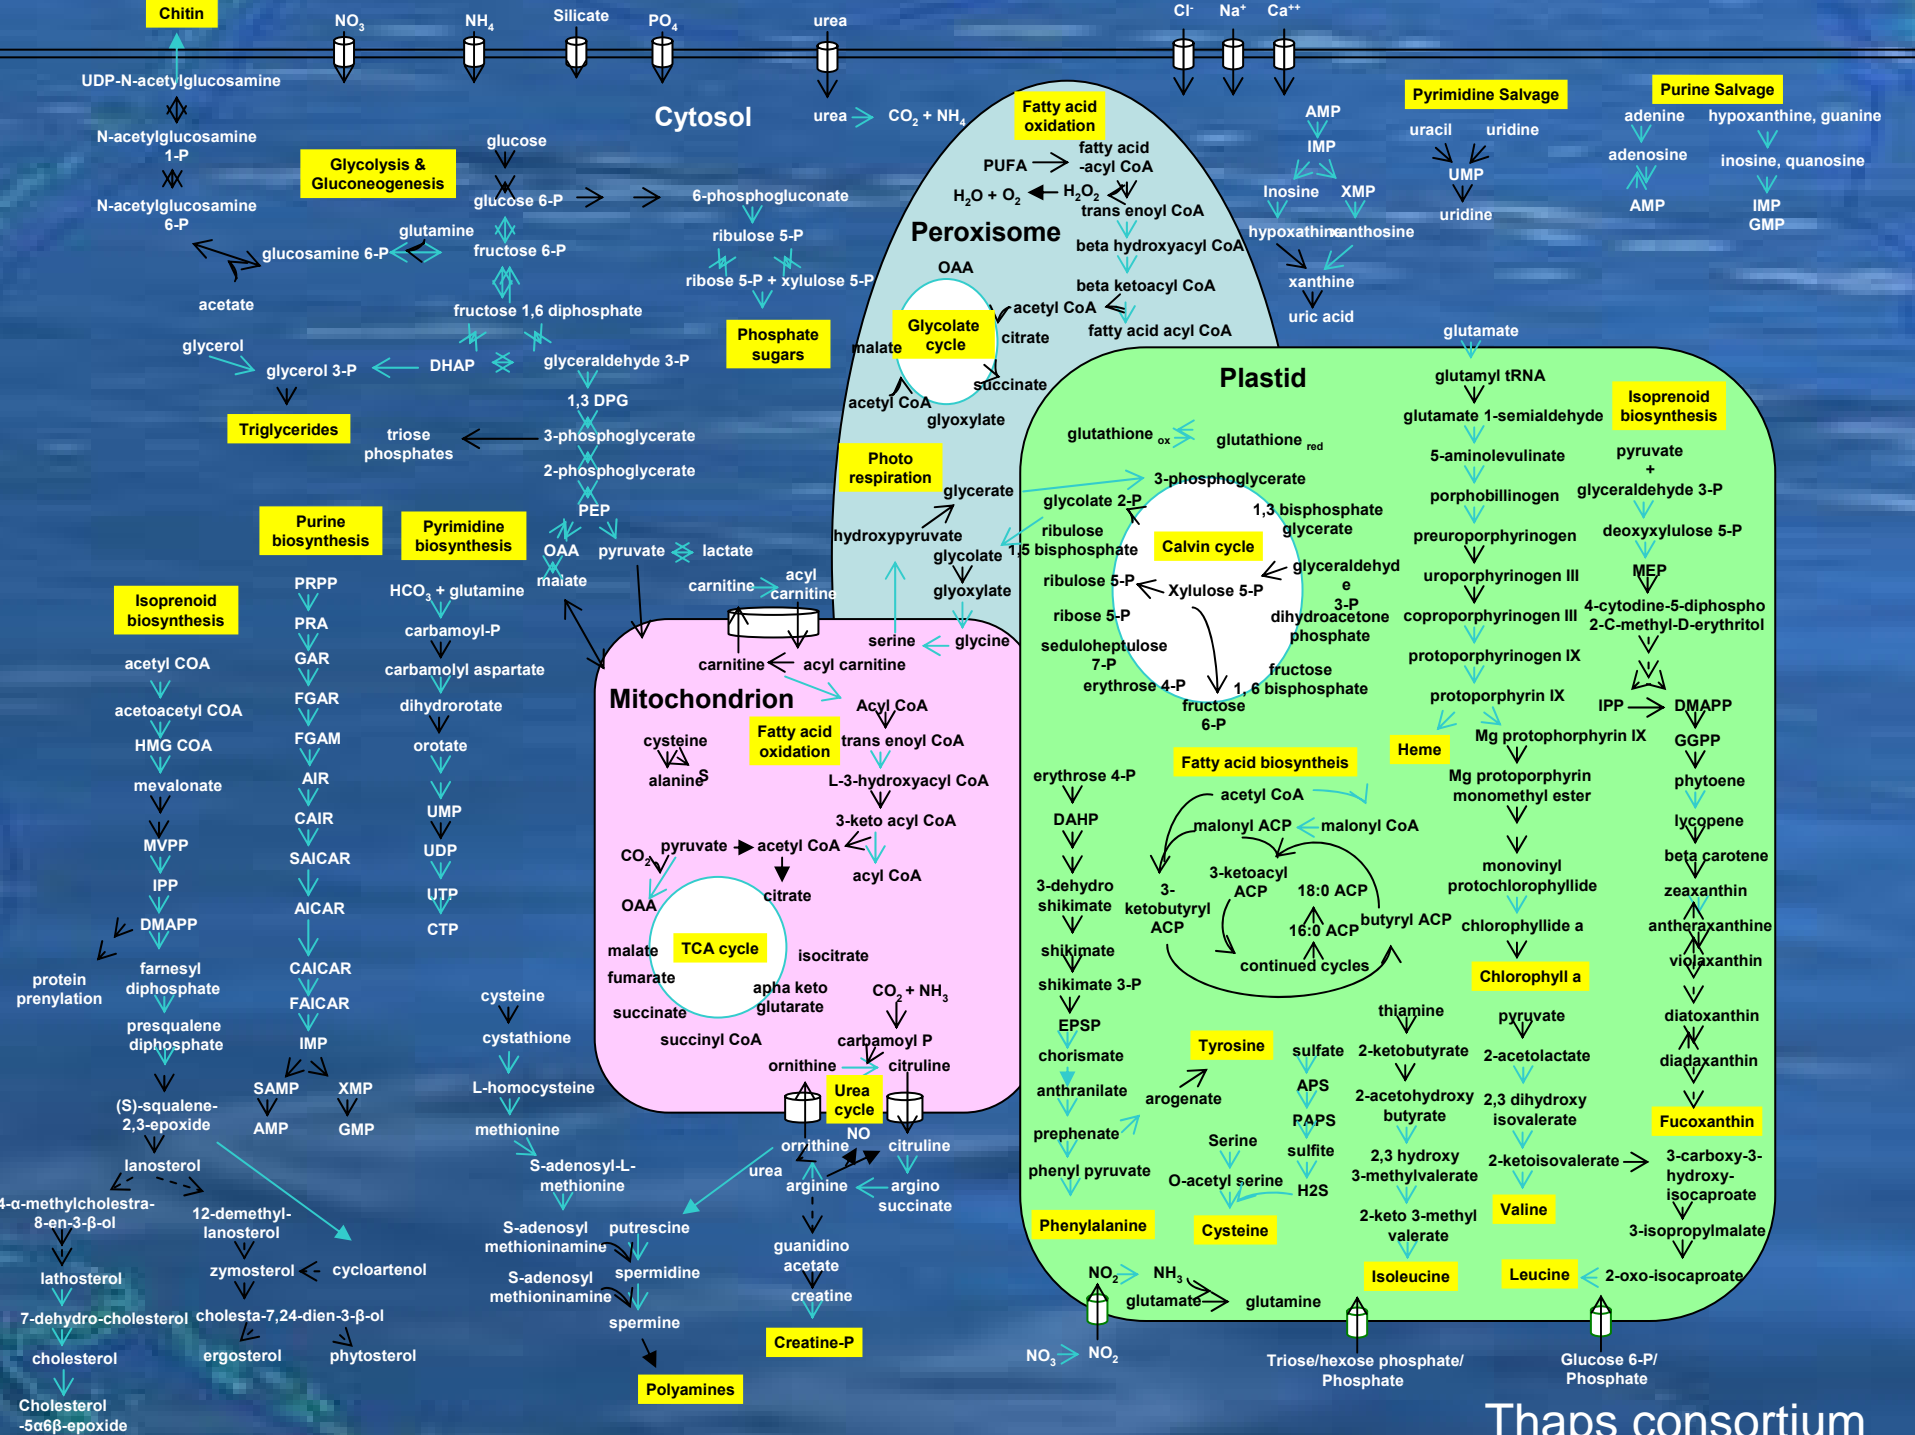 Chitin
NO3
NH4
Silicate
PO4
urea
Cl-
Na+
Ca++
UDP-N-acetylglucosamine
N-acetylglucosamine
1-P
N-acetylglucosamine
6-P
acetate
glucosamine 6-P
glutamine
Glycolysis &
Gluconeogenesis
glucose
glucose 6-P
fructose 6-P
fructose 1,6 diphosphate
Cytosol
urea
CO2 + NH4
6-phosphogluconate
ribulose 5-P
ribose 5-P + xylulose 5-P
Phosphate
sugars
glycerol
glycerol 3-P
DHAP
glyceraldehyde 3-P
Triglycerides
1,3 DPG
triose
phosphates
3-phosphoglycerate
2-phosphoglycerate
PEP
OAA
pyruvate
lactate
malate
Peroxisome
Fatty acid
oxidation
PUFA
fatty acid
-acyl CoA
H2O + O2
H2O2
trans enoyl CoA
beta hydroxyacyl CoA
beta ketoacyl CoA
acetyl CoA
fatty acid acyl CoA
OAA
Glycolate
cycle
citrate
malate
succinate
acetyl CoA
glyoxylate
Photo
respiration
glycerate
hydroxypyruvate
glycolate
glyoxylate
serine
glycine
AMP
IMP
Inosine
XMP
hypoxathine
xanthosine
xanthine
uric acid
Pyrimidine Salvage
uracil
uridine
UMP
uridine
Purine Salvage
adenine
hypoxanthine, guanine
adenosine
inosine, quanosine
AMP
IMP
GMP
Purine
biosynthesis
PRPP
PRA
GAR
FGAR
FGAM
AIR
CAIR
SAICAR
AICAR
CAICAR
FAICAR
IMP
SAMP
XMP
AMP
GMP
Pyrimidine
biosynthesis
HCO3 + glutamine
carbamoyl-P
carbamolyl aspartate
dihydrorotate
orotate
UMP
UDP
UTP
CTP
Isoprenoid
biosynthesis
acetyl COA
acetoacetyl COA
HMG COA
mevalonate
MVPP
IPP
DMAPP
protein
prenylation
farnesyl
diphosphate
presqualene
diphosphate
(S)-squalene-
2,3-epoxide
lanosterol
4-α-methylcholestra-
8-en-3-β-ol
12-demethyl-
lanosterol
lathosterol
zymosterol
cycloartenol
7-dehydro-cholesterol
cholesta-7,24-dien-3-β-ol
cholesterol
ergosterol
phytosterol
Cholesterol
-5α6β-epoxide
cysteine
cystathione
L-homocysteine
methionine
S-adenosyl-L-
methionine
S-adenosyl
methioninamine
S-adenosyl
methioninamine
putrescine
spermidine
spermine
Polyamines
carnitine
acyl
carnitine
carnitine
acyl carnitine
Mitochondrion
Fatty acid
oxidation
Acyl CoA
trans enoyl CoA
L-3-hydroxyacyl CoA
3-keto acyl CoA
acyl CoA
cysteine
alanine
S
CO2
pyruvate
acetyl CoA
citrate
OAA
TCA cycle
malate
fumarate
succinate
succinyl CoA
isocitrate
apha keto
glutarate
CO2 + NH3
carbamoyl P
ornithine
citruline
Urea
cycle
NO
ornithine
citruline
urea
arginine
argino
succinate
guanidino
acetate
creatine
Creatine-P
Plastid
glutathione ox
glutathione red
3-phosphoglycerate
glycolate 2-P
1,3 bisphosphate
glycerate
ribulose
1,5 bisphosphate
Calvin cycle
glyceraldehyd
e
3-P
ribulose 5-P
Xylulose 5-P
ribose 5-P
dihydroacetone
phosphate
seduloheptulose
7-P
erythrose 4-P
fructose
1, 6 bisphosphate
fructose
6-P
glutamate
glutamyl tRNA
glutamate 1-semialdehyde
5-aminolevulinate
porphobillinogen
preuroporphyrinogen
uroporphyrinogen III
coproporphyrinogen III
protoporphyrinogen IX
protoporphyrin IX
Heme
Mg protophorphyrin IX
Mg protoporphyrin
monomethyl ester
monovinyl
protochlorophyllide
chlorophyllide a
Chlorophyll a
Isoprenoid
biosynthesis
pyruvate
+
glyceraldehyde 3-P
deoxyxylulose 5-P
MEP
4-cytodine-5-diphospho
2-C-methyl-D-erythritol
IPP
DMAPP
GGPP
phytoene
lycopene
beta carotene
zeaxanthin
antheraxanthine
violaxanthin
diatoxanthin
diadaxanthin
Fucoxanthin
Fatty acid biosyntheis
acetyl CoA
malonyl ACP
malonyl CoA
3-
ketobutyryl
ACP
3-ketoacyl
ACP
18:0 ACP
16:0 ACP
butyryl ACP
continued cycles
erythrose 4-P
DAHP
3-dehydro
shikimate
shikimate
shikimate 3-P
EPSP
chorismate
anthranilate
prephenate
phenyl pyruvate
Phenylalanine
arogenate
Tyrosine
sulfate
APS
PAPS
sulfite
H2S
Serine
O-acetyl serine
Cysteine
thiamine
2-ketobutyrate
2-acetohydroxy
butyrate
2,3 hydroxy
3-methylvalerate
2-keto 3-methyl
valerate
Isoleucine
pyruvate
2-acetolactate
2,3 dihydroxy
isovalerate
2-ketoisovalerate
Valine
3-carboxy-3-
hydroxy-
isocaproate
3-isopropylmalate
2-oxo-isocaproate
Leucine
NO2
NH3
glutamate
glutamine
NO3
NO2
Triose/hexose phosphate/
Phosphate
Glucose 6-P/
Phosphate
Thaps consortium